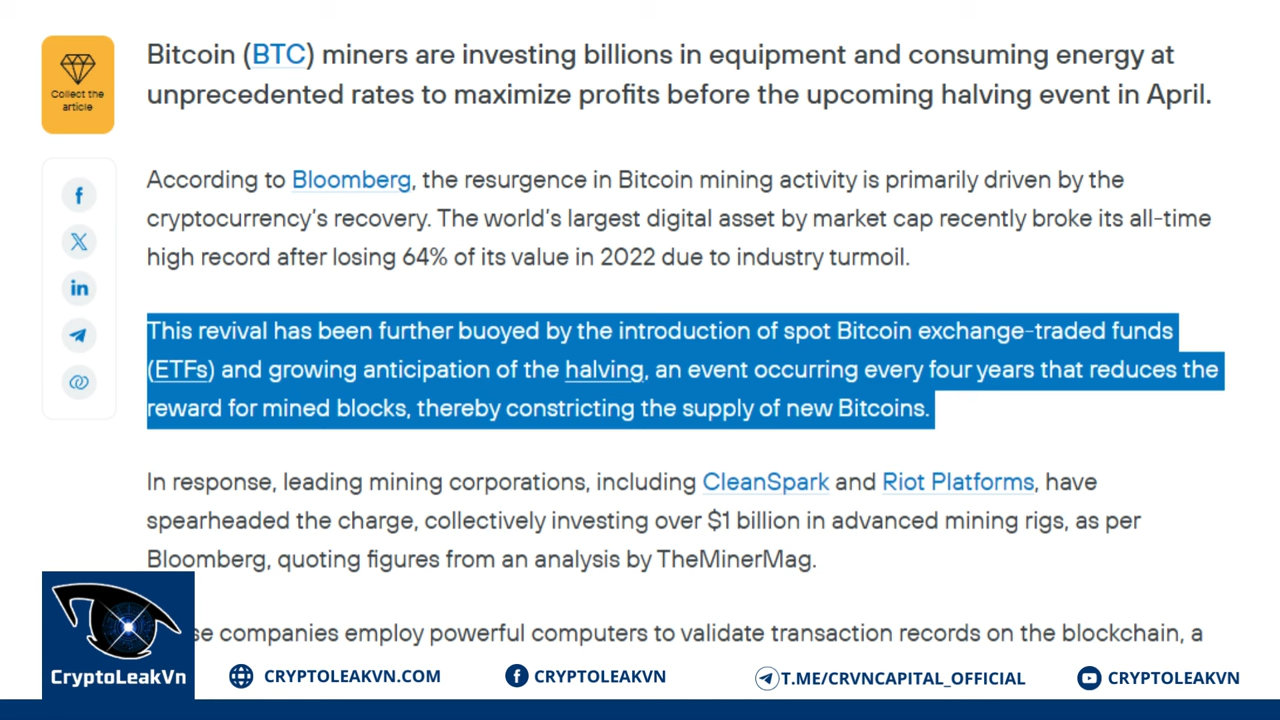 Collect the
article
Bitcoin (BTC) miners are investing billions in equipment and consuming energy at
unprecedented rates to maximize profits before the upcoming halving event in April.
According to Bloomberg, the resurgence in Bitcoin mining activity is primarily driven by the
cryptocurrency's recovery. The world's largest digital asset by market cap recently broke its all-time
high record after losing 64% of its value in 2022 due to industry turmoil.
This revival has been further buoyed by the introduction of spot Bitcoin exchange-traded funds
(ETFs) and growing anticipation of the halving, an event occurring every four years that reduces the
reward for mined blocks, thereby constricting the supply of new Bitcoins.
In response, leading mining corporations, including CleanSpark and Riot Platforms, have
spearheaded the charge, collectively investing over $1 billion in advanced mining rigs, as per
Bloomberg, quoting figures from an analysis by TheMinerMag.
se companies employ powerful computers to validate transaction records on the blockchain, a
CryptoLeakVn
CRYPTOLEAKVN.COM
CRYPTOLEAKVN
T.ME/CRVNCAPITAL_OFFICIAL
CRYPTOLEAKVN